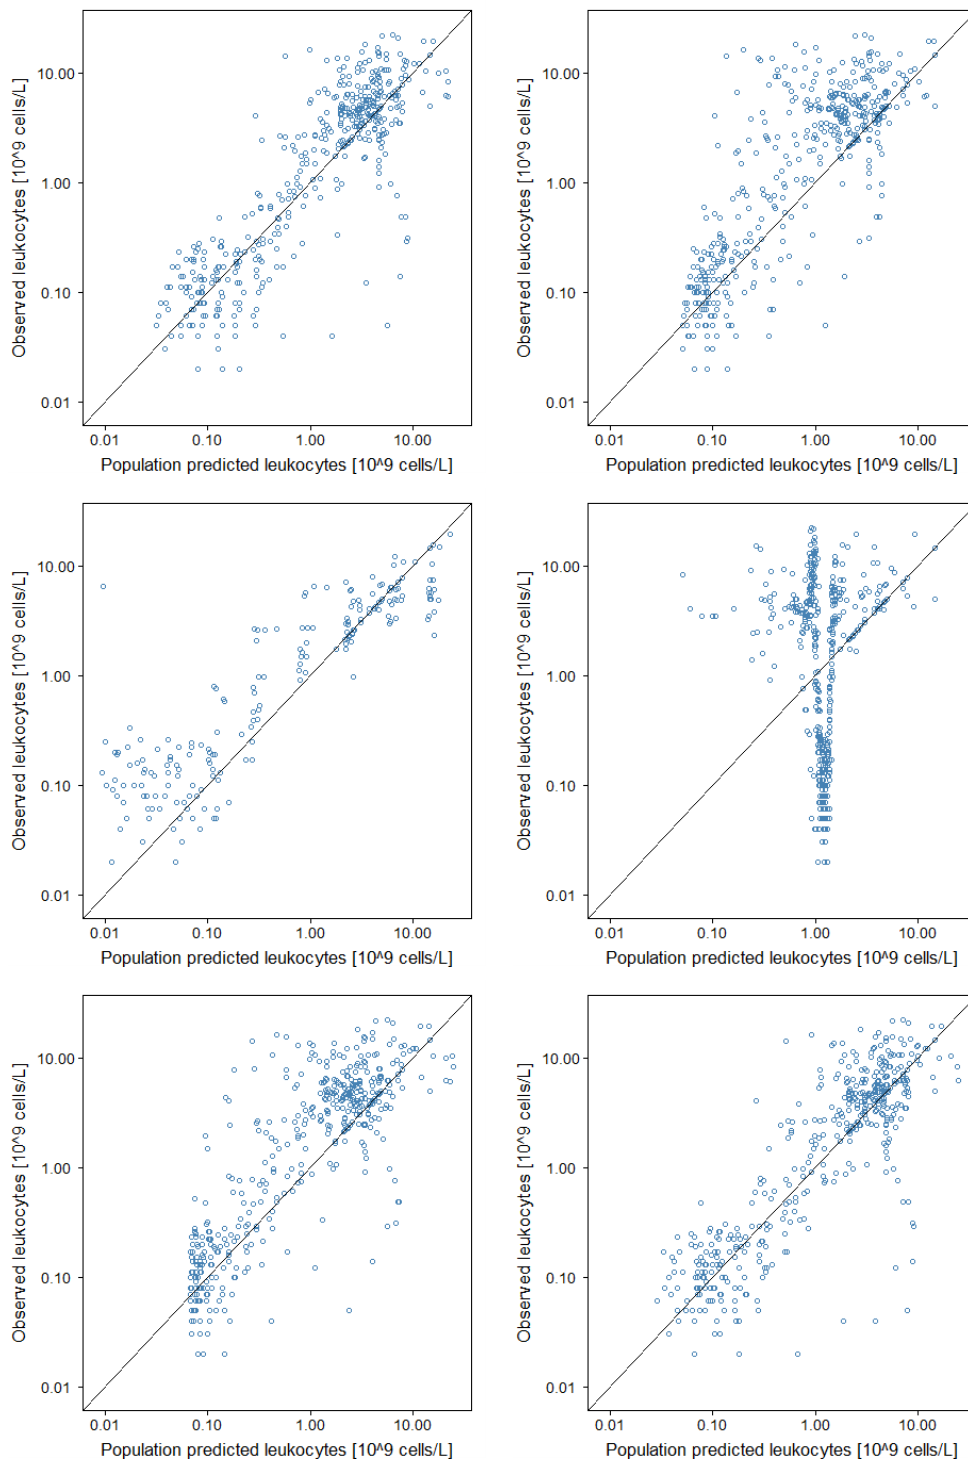 Observed leukocytes [10^9 cells/L]
10.00
1.00
0.10
0.01
0.01 0.10 1.00 10.00
Population predicted leukocytes [10^9 cells/L]
Observed leukocytes [10^9 cells/L]
10.00
1.00
0.10
0.01
0.01 0.10 1.00 10.00
Population predicted leukocytes [10^9 cells/L]
Observed leukocytes [10^9 cells/L]
10.00
1.00
0.10
0.01
0.01 0.10 1.00 10.00
Population predicted leukocytes [10^9 cells/L]
Observed leukocytes [10^9 cells/L]
10.00
1.00
0.10
0.01
0.01 0.10 1.00 10.00
Population predicted leukocytes [10^9 cells/L]
Observed leukocytes [10^9 cells/L]
10.00
1.00
0.10
0.01
0.01 0.10 1.00 10.00
Population predicted leukocytes [10^9 cells/L]
Observed leukocytes [10^9 cells/L]
10.00
1.00
0.10
0.01
0.01 0.10 1.00 10.00
Population predicted leukocytes [10^9 cells/L]